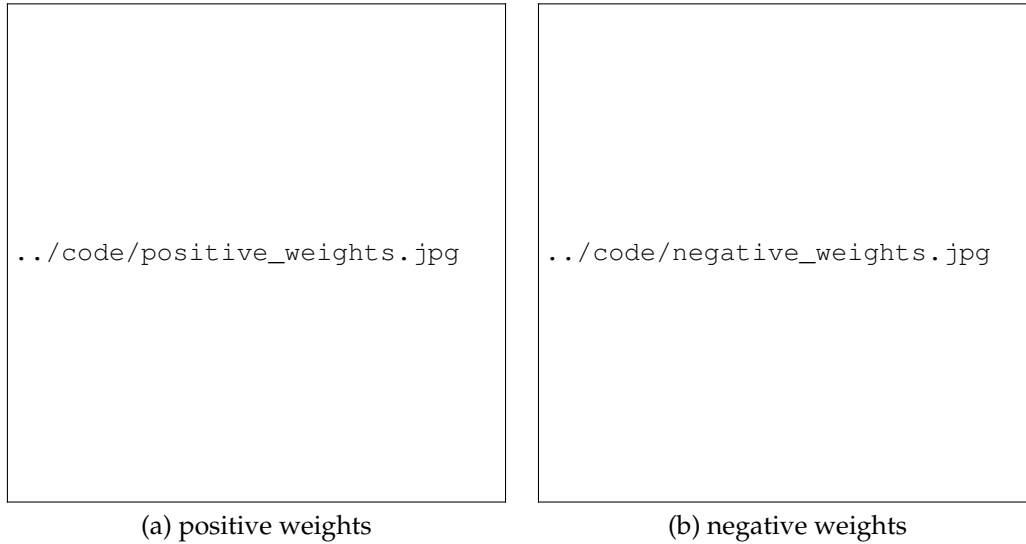 ../code/positive_weights.jpg
../code/negative_weights.jpg
(a) positive weights
(b) negative weights